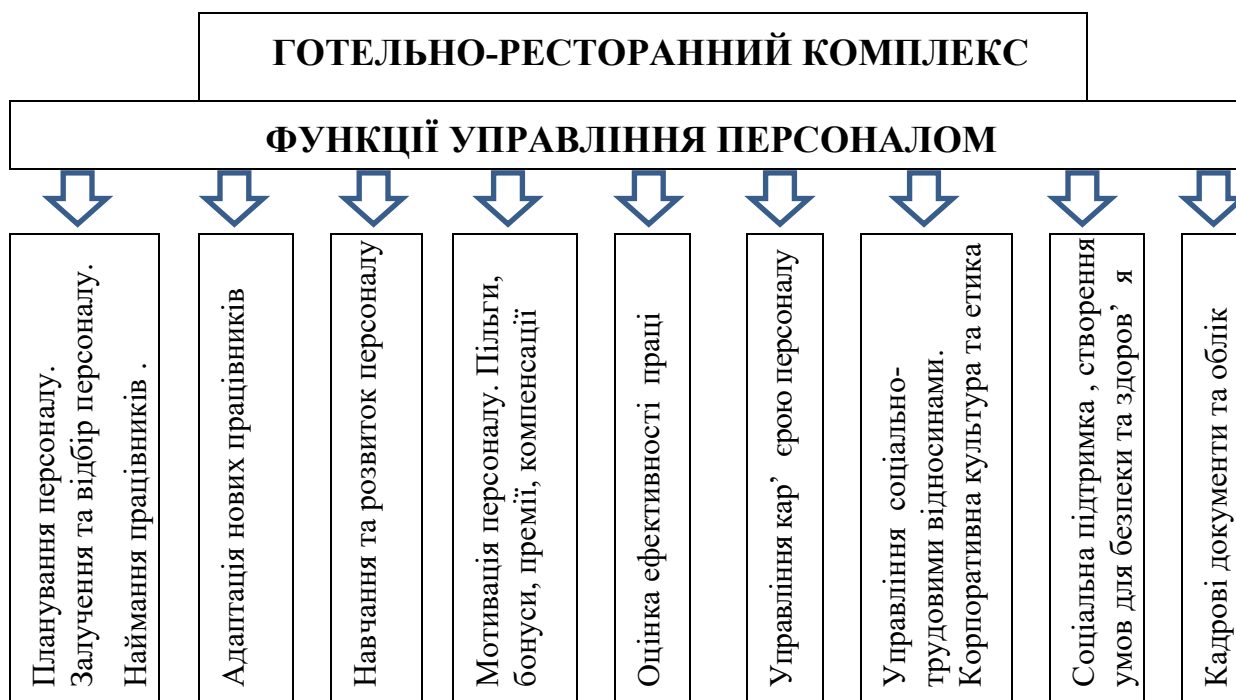 ГОТЕЛЬНО-РЕСТОРАННИЙ КОМПЛЕКС
ФУНКЦІЇ УПРАВЛІННЯ ПЕРСОНАЛОМ
Планування персоналу.
Залучення та відбір персоналу.
Наймання працівників .
Адаптація нових працівників
Навчання та розвиток персоналу
Мотивація персоналу. Пільги,
бонуси, премії, компенсації
Оцінка ефективності праці
Управління кар’ єрою персоналу
Управління соціально-
трудовими відносинами.
Корпоративна культура та етика
Соціальна підтримка , створення
умов для безпеки та здоров’ я
Кадрові документи та облік